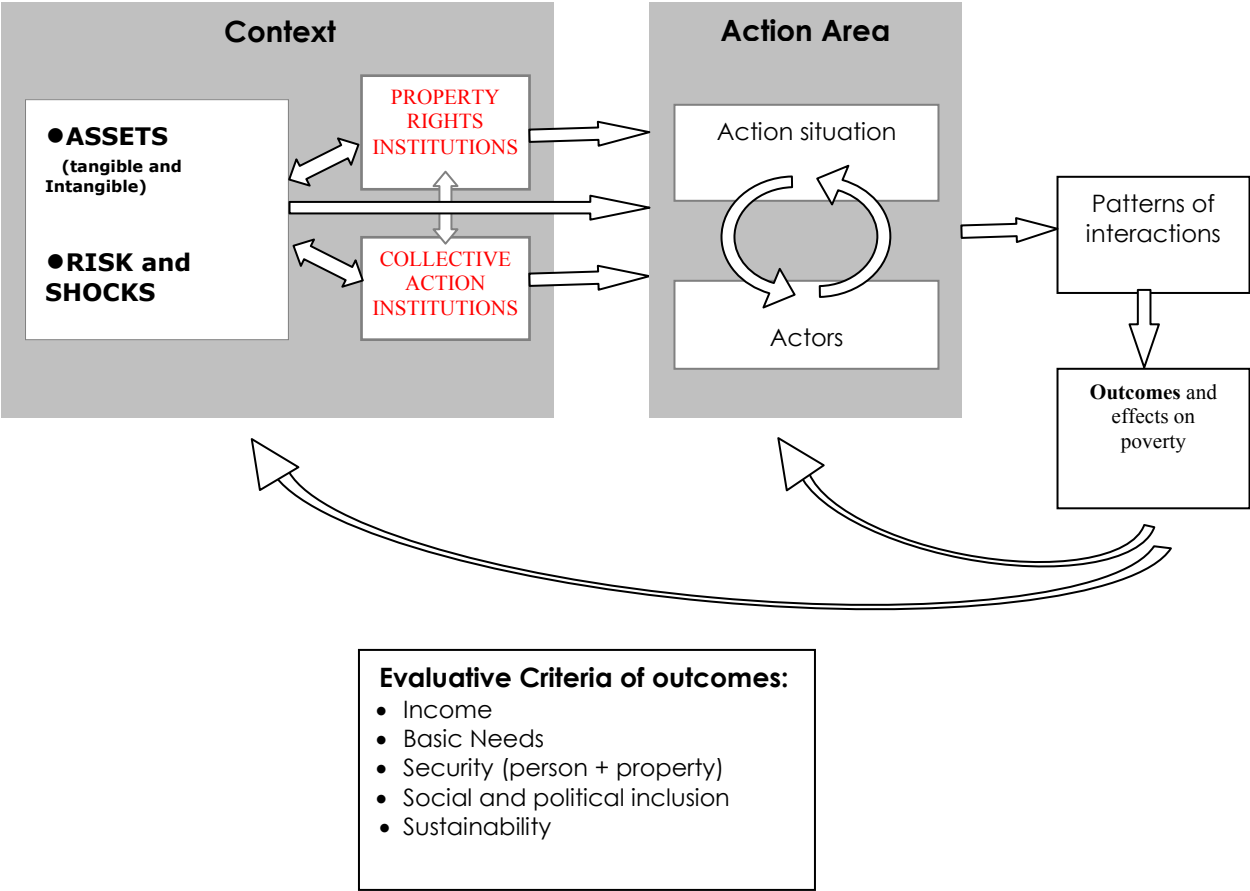 Context
●ASSETS
(tangible and
Intangible)
●RISK and
SHOCKS
PROPERTY
RIGHTS
INSTITUTIONS
COLLECTIVE
ACTION
INSTITUTIONS
Action Area
Action situation
Actors
Patterns of
interactions
Outcomes and
effects on
poverty
Evaluative Criteria of outcomes:
• Income
• Basic Needs
• Security (person + property)
• Social and political inclusion
• Sustainability